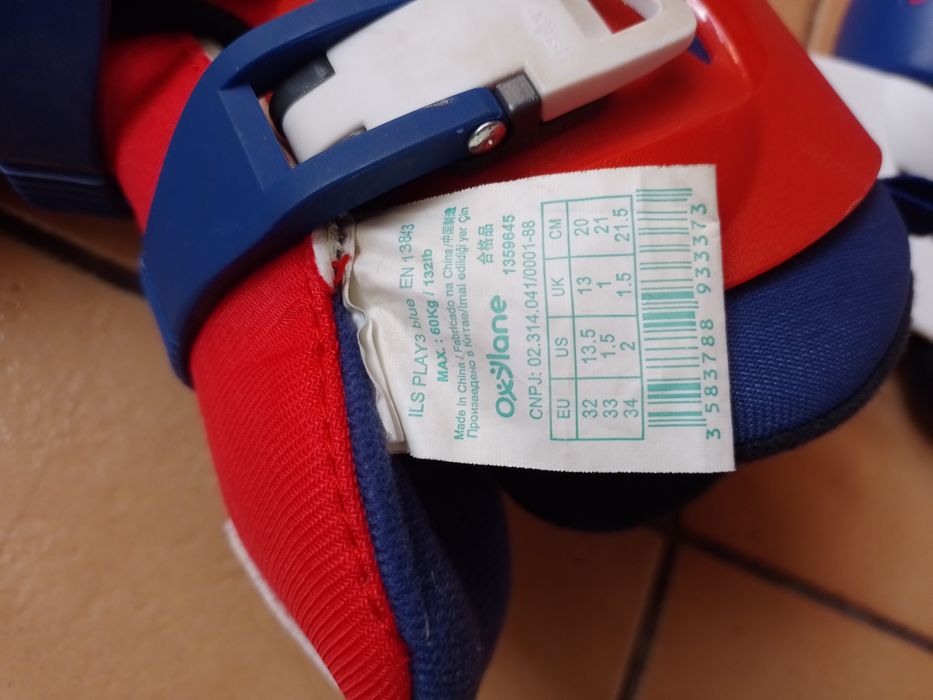 ILS PLAY3 blue EN 13843
MAX. : 60Kg / 132lb
Made in China / Fabricado na China/中国制造
Произведено в Китае/Imal edildiği yer Çin
合格品
Oxylane 1359645
CNPJ: 02.314.041/0001-88
EU US UK CM
32 13.5 13 20
33 1.5 1 21
34 2 1.5 21.5
3 583788 933373